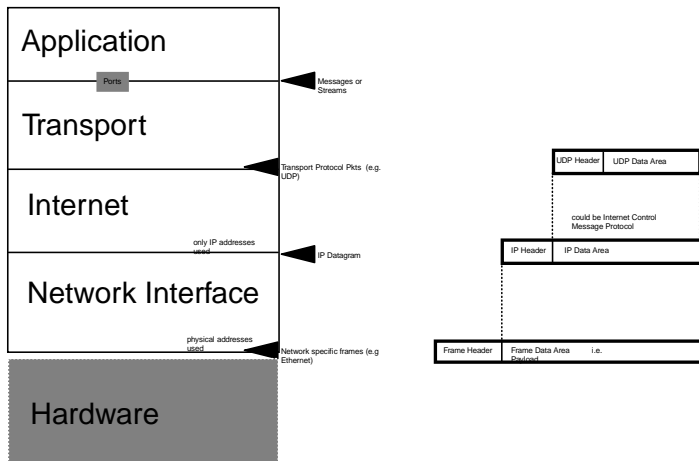 Application
Ports
Messages or
Streams
Transport
Transport Protocol Pkts (e.g.
UDP)
UDP Header
UDP Data Area
Internet
could be Internet Control
Message Protocol
only IP addresses
used
IP Datagram
IP Header
IP Data Area
Network Interface
physical addresses
used
Network specific frames (e.g
Ethernet)
Frame Header
Frame Data Area i.e.
Payload
Hardware